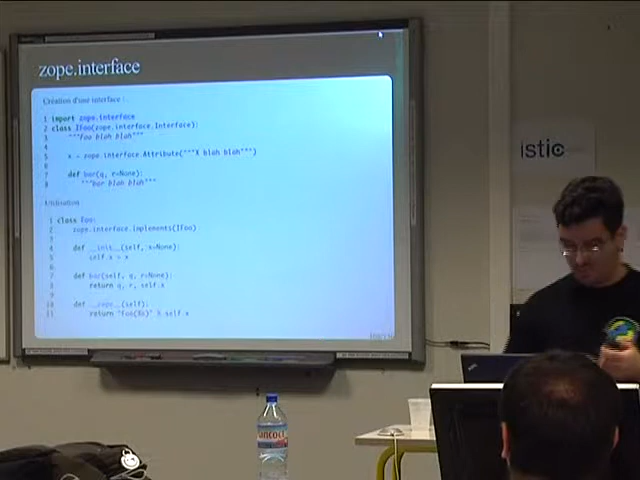 zope.interface
Création d'une interface :
1 import zope.interface
2 class IFoo(zope.interface.Interface):
3 """Foo blah blah"""
4
5 x = zope.interface.Attribute("""X blah blah""")
6
7 def bar(q, r=None):
8 """bar blah blah"""
Utilisation
1 class Foo:
2 zope.interface.implements(IFoo)
3
4 def __init__(self, x=None):
5 self.x = x
6
7 def bar(self, q, r=None):
8 return q, r, self.x
9
10 def __repr__(self):
11 return "Foo(%s)" % self.x
istic